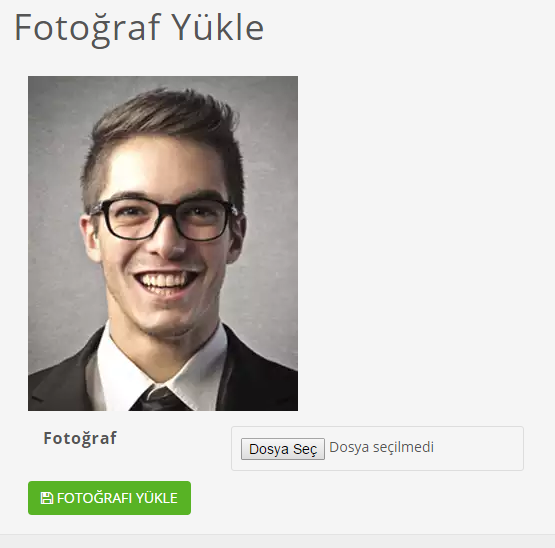 Fotoğraf Yükle
Fotoğraf
Dosya Seç Dosya seçilmedi
FOTOĞRAFI YÜKLE